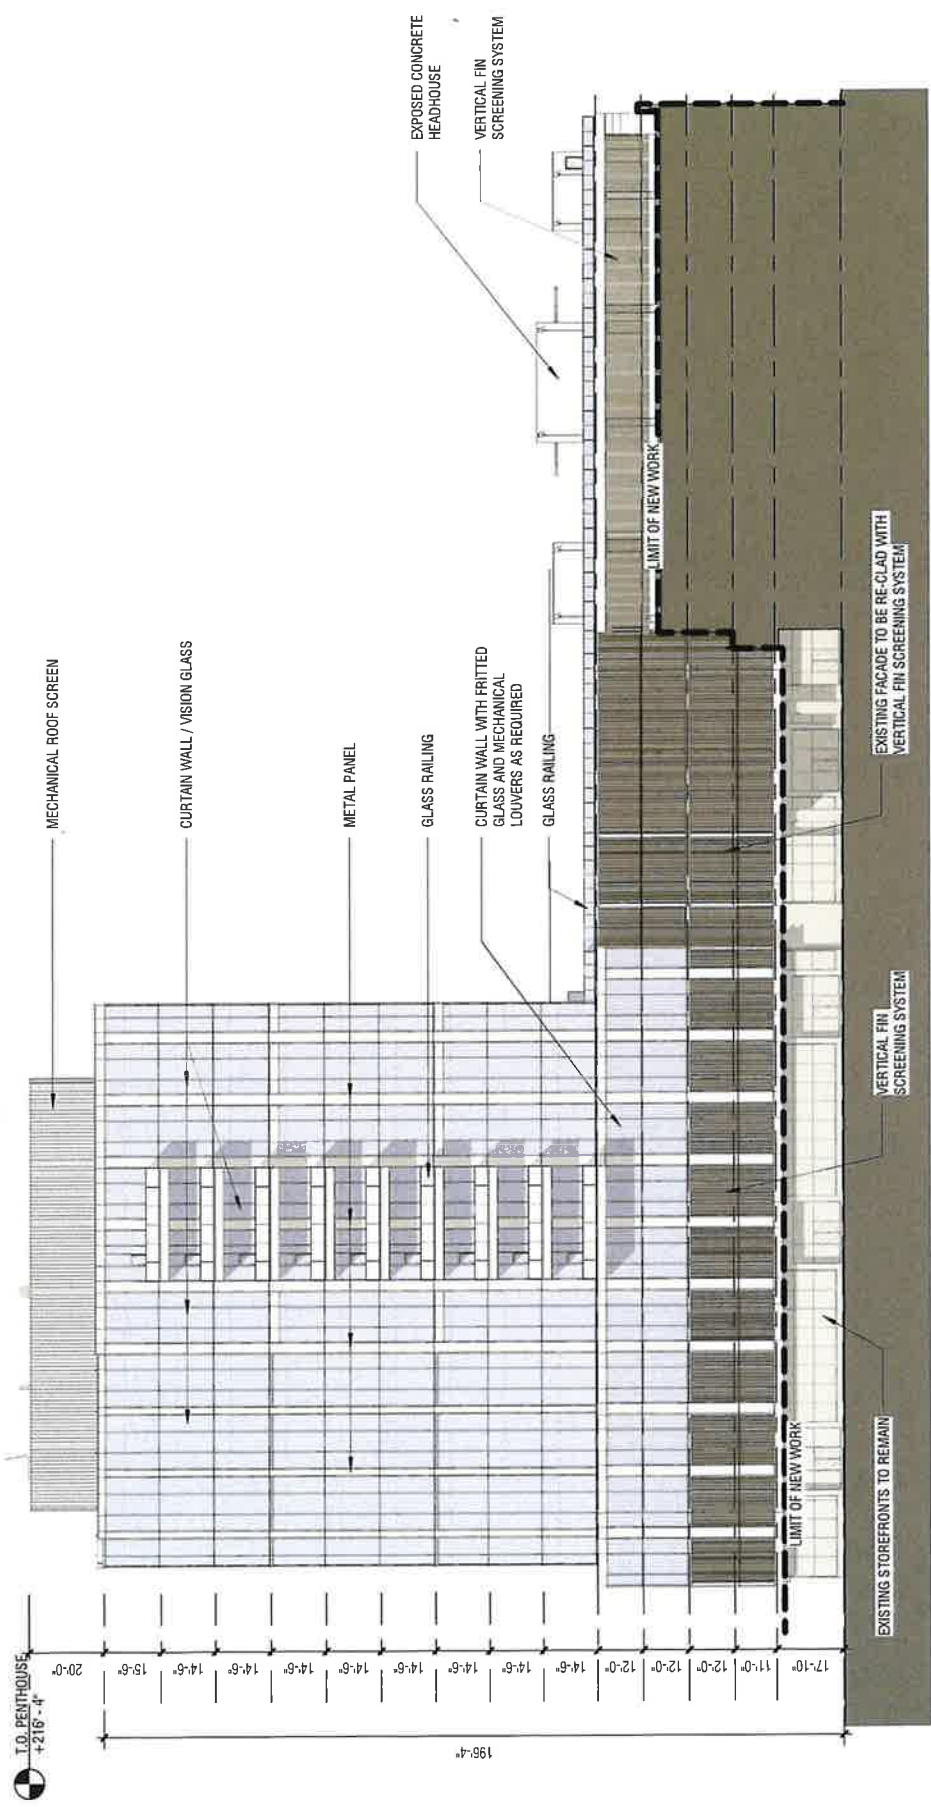 T.O. PENTHOUSE
+216'-4"
20'-0"
15'-6"
14'-6"
14'-6"
14'-6"
14'-6"
14'-6"
14'-6"
14'-6"
14'-6"
12'-0"
12'-0"
12'-0"
11'-0"
17'-10"
196'-4"
MECHANICAL ROOF SCREEN
CURTAIN WALL / VISION GLASS
METAL PANEL
GLASS RAILING
CURTAIN WALL WITH FRITTED
GLASS AND MECHANICAL
LOUVERS AS REQUIRED
GLASS RAILING
EXPOSED CONCRETE
HEADHOUSE
VERTICAL FIN
SCREENING SYSTEM
LIMIT OF NEW WORK
LIMIT OF NEW WORK
EXISTING STOREFRONTS TO REMAIN
VERTICAL FIN
SCREENING SYSTEM
EXISTING FACADE TO BE RE-CLAD WITH
VERTICAL FIN SCREENING SYSTEM